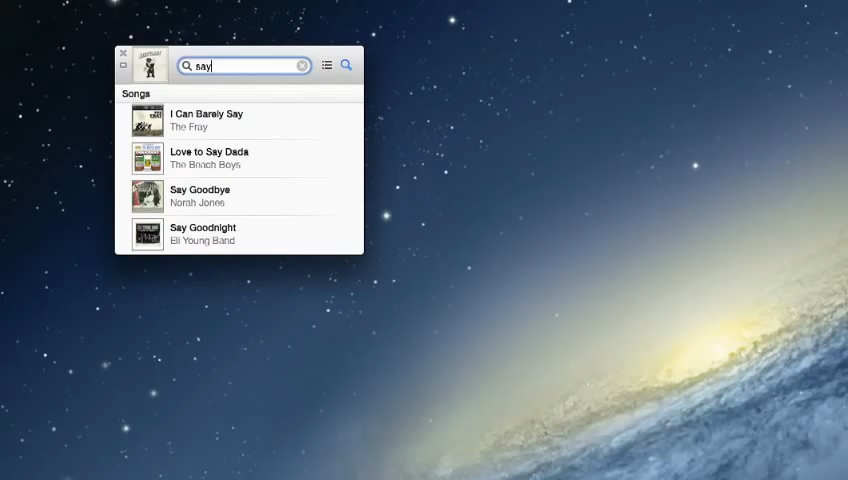 say
Songs
I Can Barely Say
The Fray
Love to Say Dada
The Beach Boys
Say Goodbye
Norah Jones
Say Goodnight
Eli Young Band